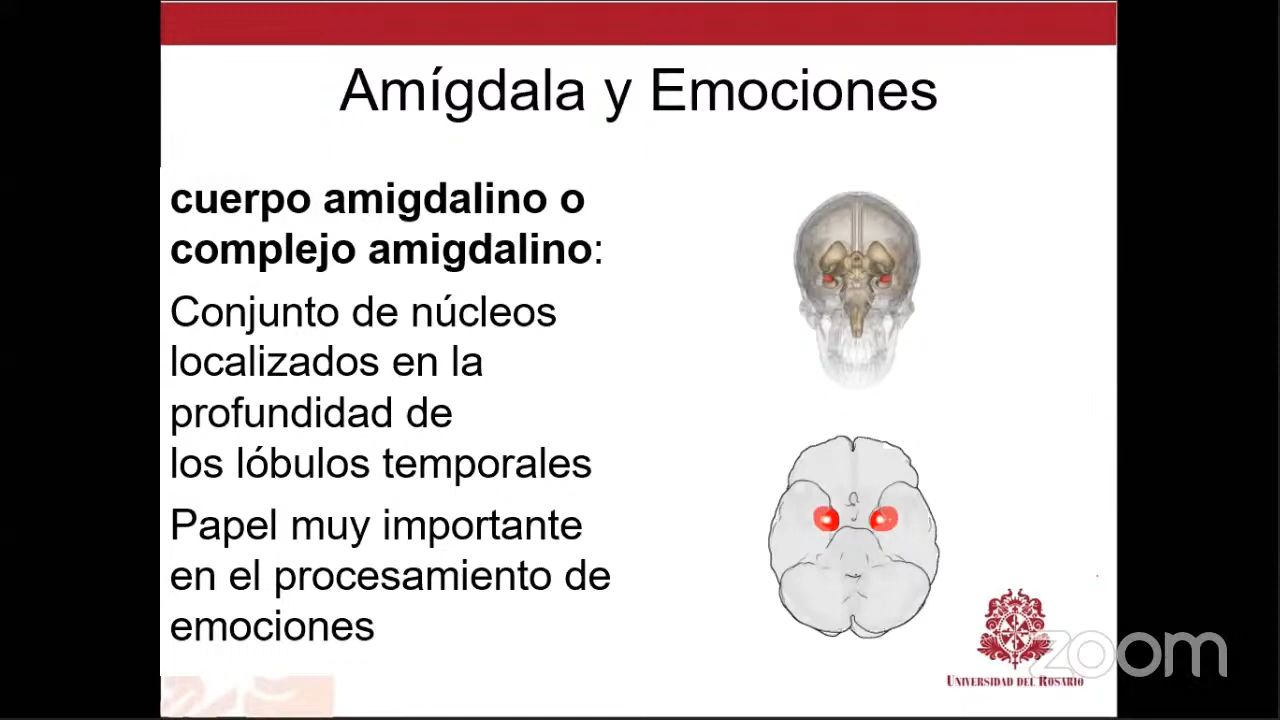 Amígdala y Emociones
cuerpo amigdalino o
complejo amigdalino:
Conjunto de núcleos
localizados en la
profundidad de
los lóbulos temporales
Papel muy importante
en el procesamiento de
emociones
zoom
UNIVERSIDAD DEL ROSARIO